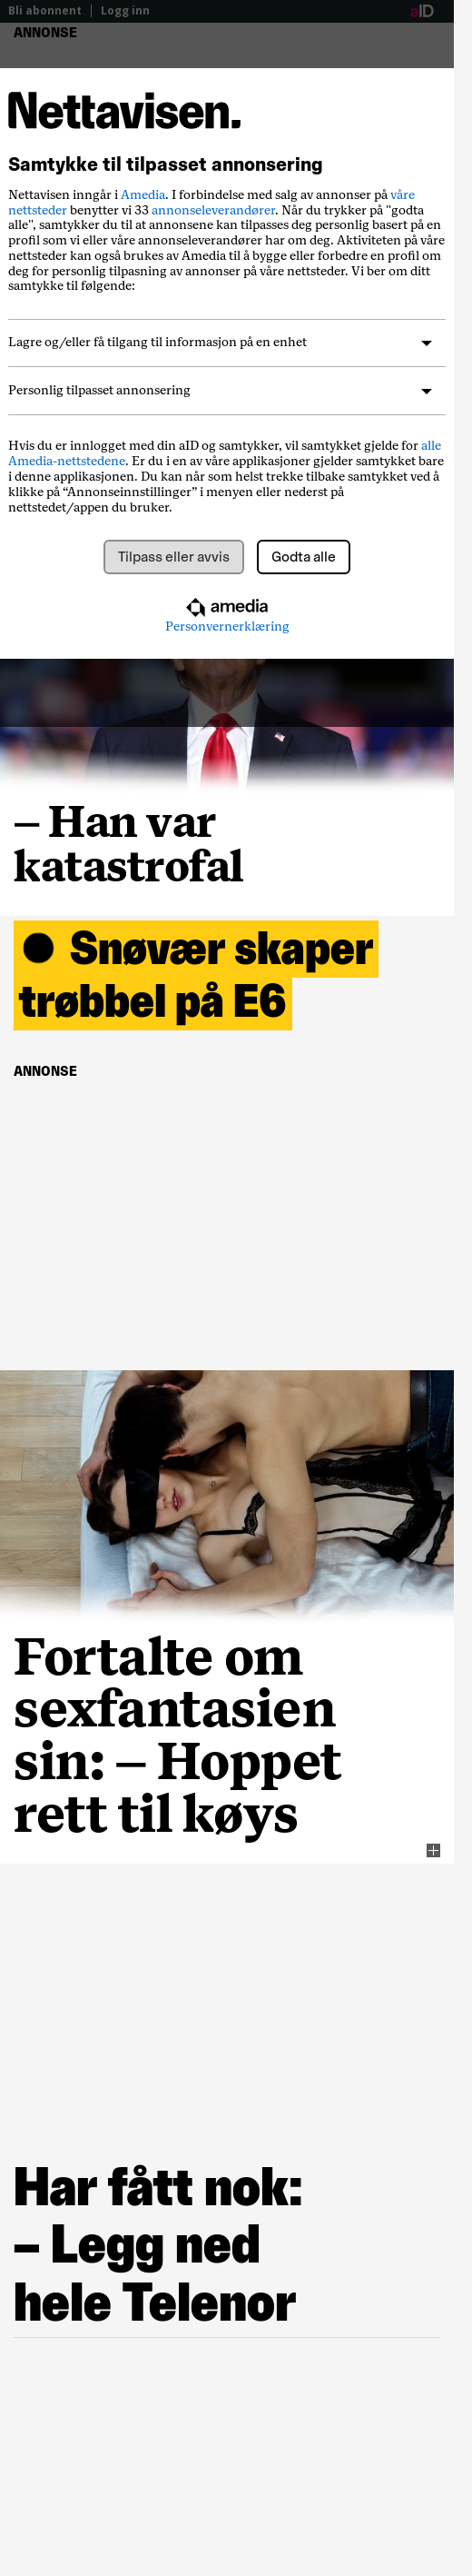 Bli abonnent | Logg inn aID
ANNONSE
Nettavisen.
Samtykke til tilpasset annonsering
Nettavisen inngår i Amedia. I forbindelse med salg av annonser på våre
nettsteder benytter vi 33 annonseleverandører. Når du trykker på "godta
alle", samtykker du til at annonsene kan tilpasses deg personlig basert på en
profil som vi eller våre annonseleverandører har om deg. Aktiviteten på våre
nettsteder kan også brukes av Amedia til å bygge eller forbedre en profil om
deg for personlig tilpasning av annonser på våre nettsteder. Vi ber om ditt
samtykke til følgende:
Lagre og/eller få tilgang til informasjon på en enhet
Personlig tilpasset annonsering
Hvis du er innlogget med din aID og samtykker, vil samtykket gjelde for alle
Amedia-nettstedene. Er du i en av våre applikasjoner gjelder samtykket bare
i denne applikasjonen. Du kan når som helst trekke tilbake samtykket ved å
klikke på “Annonseinnstillinger” i menyen eller nederst på
nettstedet/appen du bruker.
Tilpass eller avvis Godta alle
amedia
Personvernerklæring
– Han var
katastrofal
Snøvær skaper
trøbbel på E6
ANNONSE
Fortalte om
sexfantasien
sin: – Hoppet
rett til køys
Har fått nok:
– Legg ned
hele Telenor